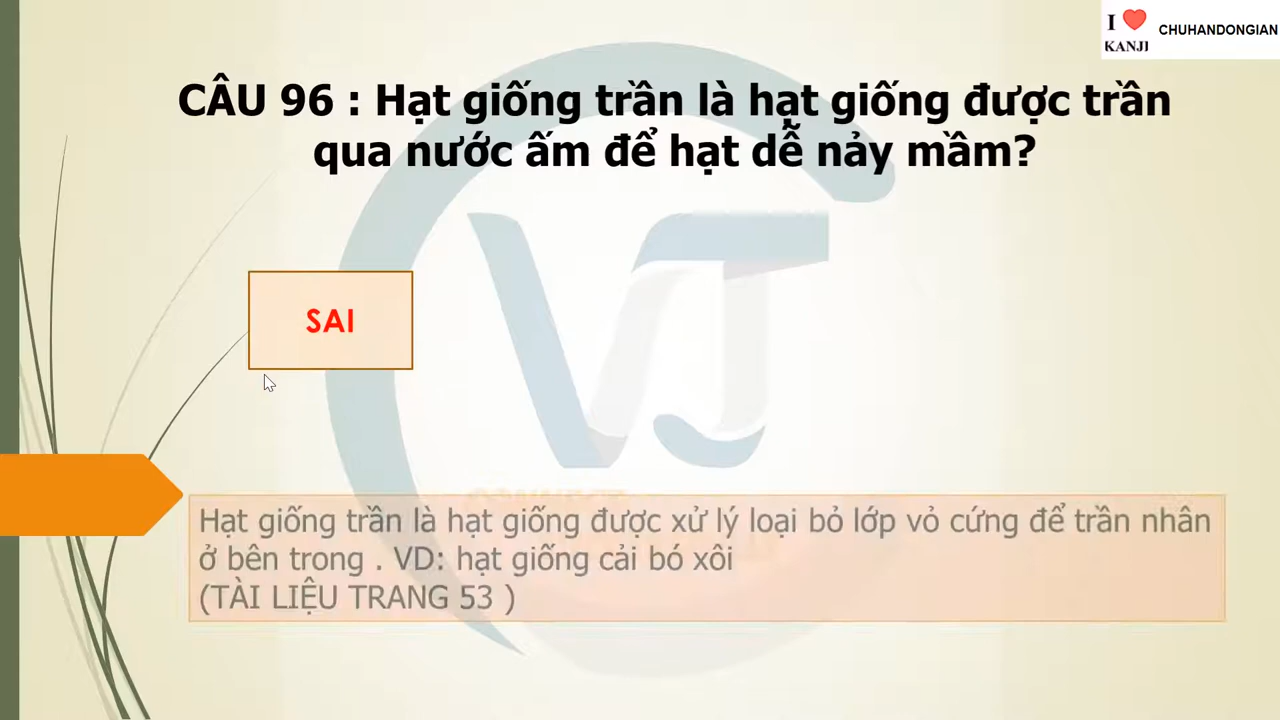 I ❤ KANJI
CHUHANDONGIAN
CÂU 96 : Hạt giống trần là hạt giống được trần
qua nước ấm để hạt dễ nảy mầm?
SAI
Hạt giống trần là hạt giống được xử lý loại bỏ lớp vỏ cứng để trần nhân
ở bên trong . VD: hạt giống cải bó xôi
(TÀI LIỆU TRANG 53 )